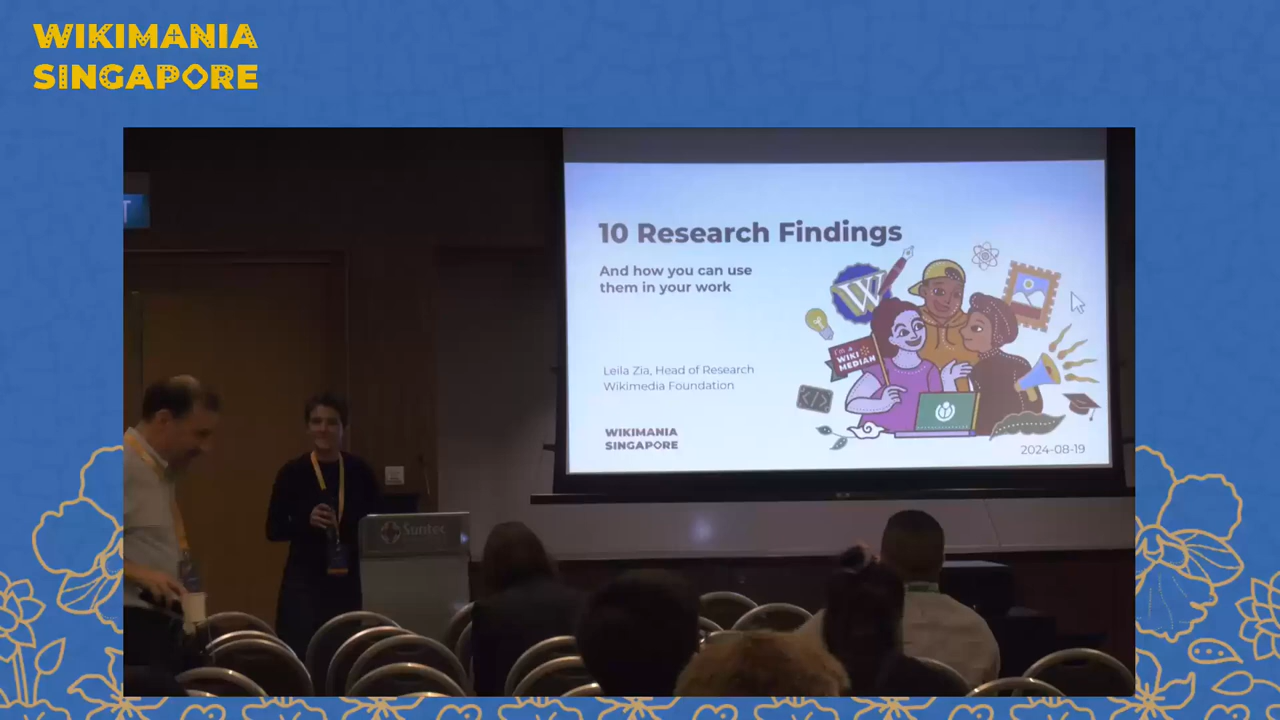 WIKIMANIA
SINGAPORE
T
10 Research Findings
And how you can use
them in your work
W
I'm a
WIKI
MEDIAN
</>
Leila Zia, Head of Research
Wikimedia Foundation
WIKIMANIA
SINGAPORE
2024-08-19
Suntec